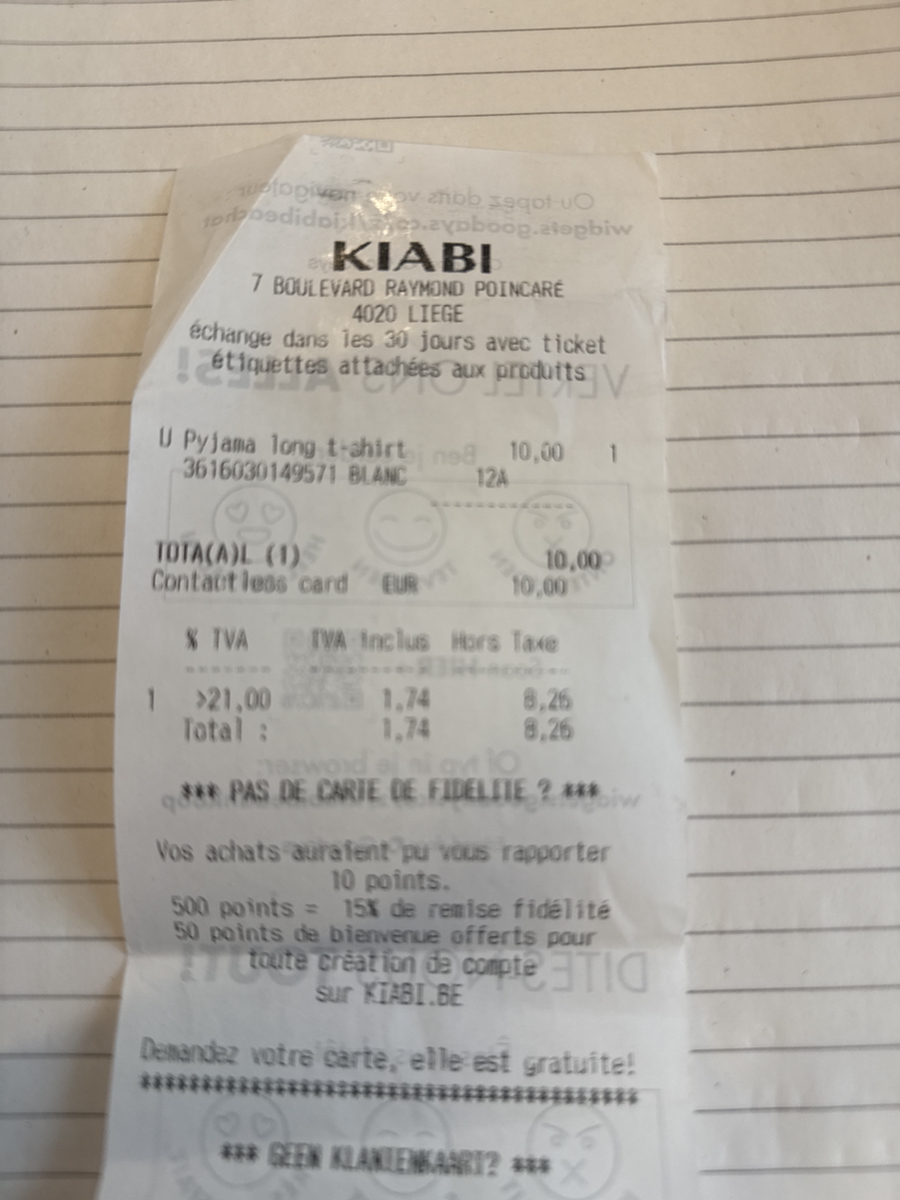 KIABI
7 BOULEVARD RAYMOND POINCARÉ
4020 LIEGE
échange dans les 30 jours avec ticket
étiquettes attachées aux produits
U Pyjama long t-shirt 10,00 1
3616030149571 BLANC 12A
------------
TOTA(A)L (1) 10,00
Contactless card EUR 10,00
% TVA TVA Inclus Hors Taxe
1 >21,00 1,74 8,26
Total : 1,74 8,26
*** PAS DE CARTE DE FIDELITE ? ***
Vos achats auraient pu vous rapporter
10 points.
500 points = 15% de remise fidélité
50 points de bienvenue offerts pour
toute création de compte
sur KIABI.BE
Demandez votre carte, elle est gratuite!
****************************************
*** GEEN KLANTENKAART? ***